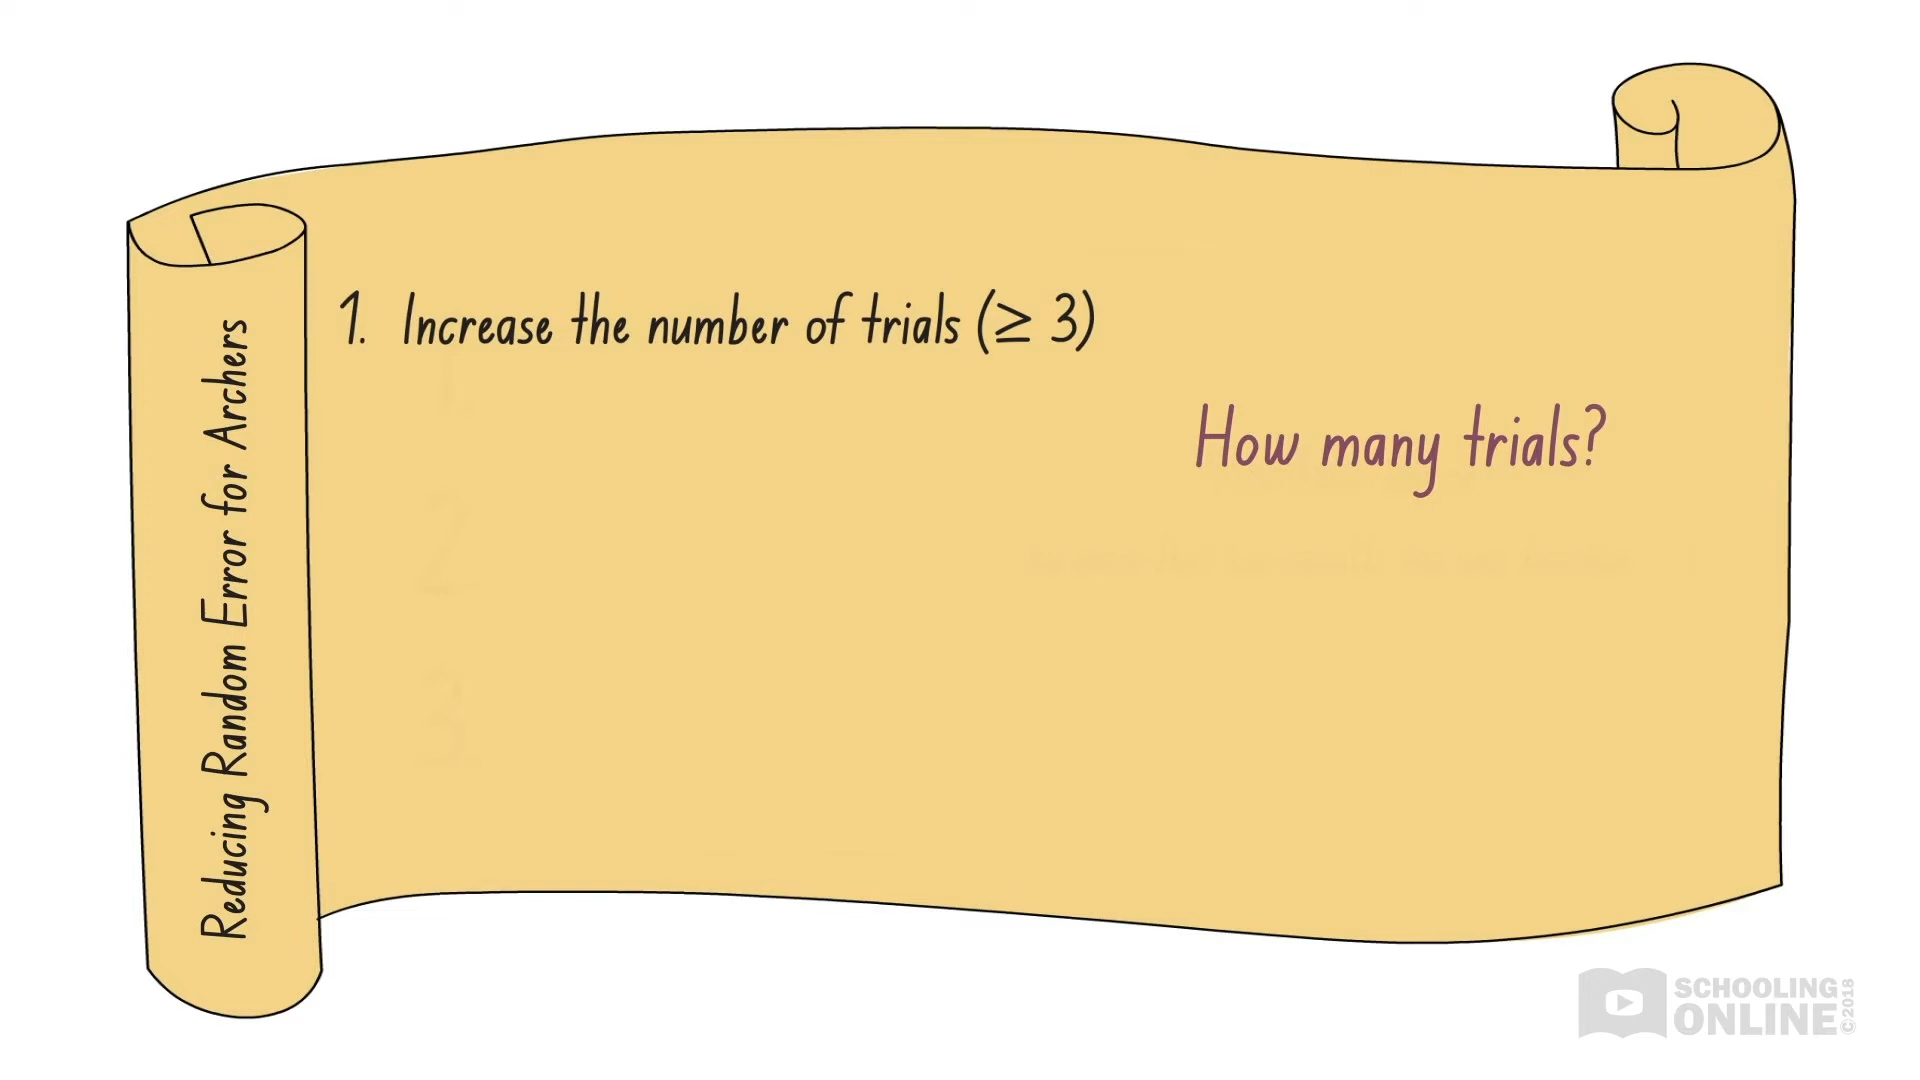 Reducing Random Error for Archers
1. Increase the number of trials (≥ 3)
How many trials?
SCHOOLING
ONLINE
©2018